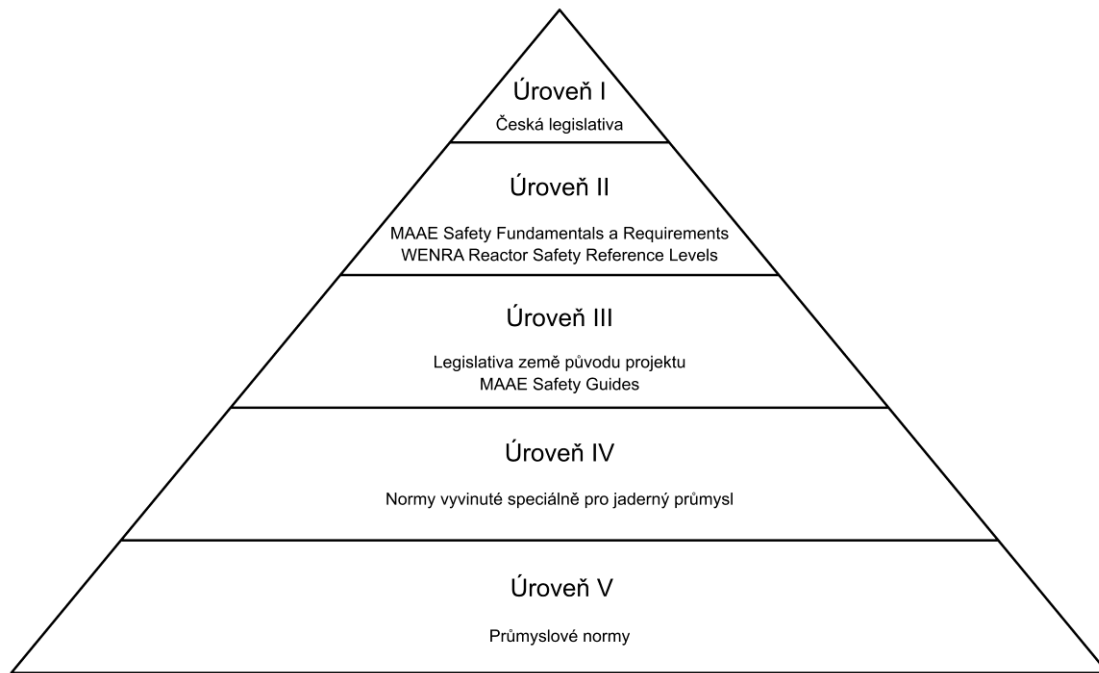 Úroveň I
Česká legislativa
Úroveň II
MAAE Safety Fundamentals a Requirements
WENRA Reactor Safety Reference Levels
Úroveň III
Legislativa země původu projektu
MAAE Safety Guides
Úroveň IV
Normy vyvinuté speciálně pro jaderný průmysl
Úroveň V
Průmyslové normy